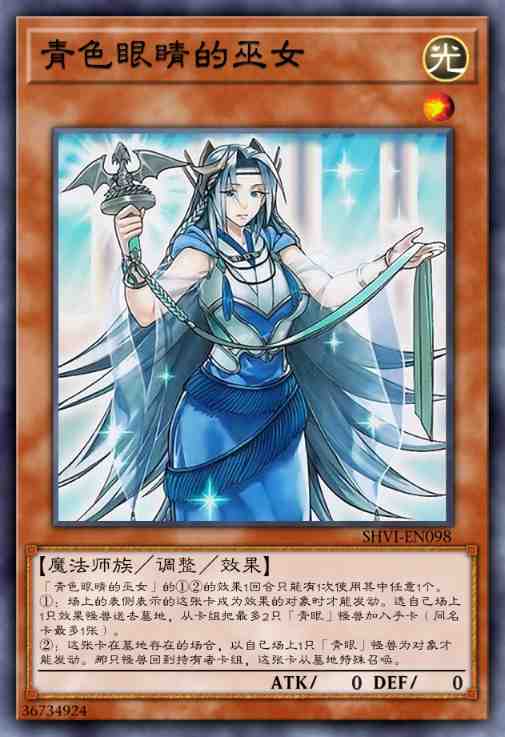 青色眼睛的巫女
光
SHVI-EN098
【魔法师族／调整／效果】
「青色眼睛的巫女」的①②的效果1回合只能有1次使用其中任意1个。
①：场上的表侧表示的这张卡成为效果的对象时才能发动。选自己场上
1只效果怪兽送去墓地，从卡组把最多2只「青眼」怪兽加入手卡（同名
卡最多1张）。
②：这张卡在墓地存在的场合，以自己场上1只「青眼」怪兽为对象才
能发动。那只怪兽回到持有者卡组，这张卡从墓地特殊召唤。
ATK/ 0 DEF/ 0
36734924